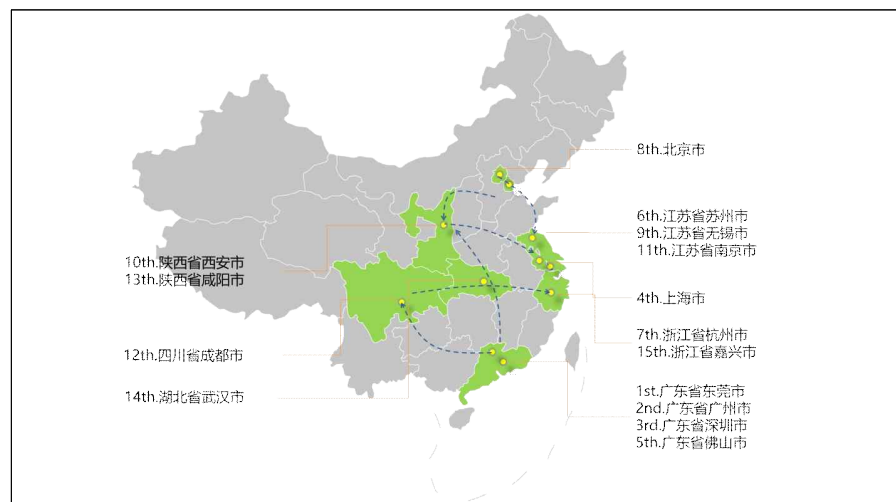 8th.北京市
6th.江苏省苏州市
9th.江苏省无锡市
11th.江苏省南京市
10th.陕西省西安市
13th.陕西省咸阳市
4th.上海市
7th.浙江省杭州市
15th.浙江省嘉兴市
12th.四川省成都市
14th.湖北省武汉市
1st.广东省东莞市
2nd.广东省广州市
3rd.广东省深圳市
5th.广东省佛山市